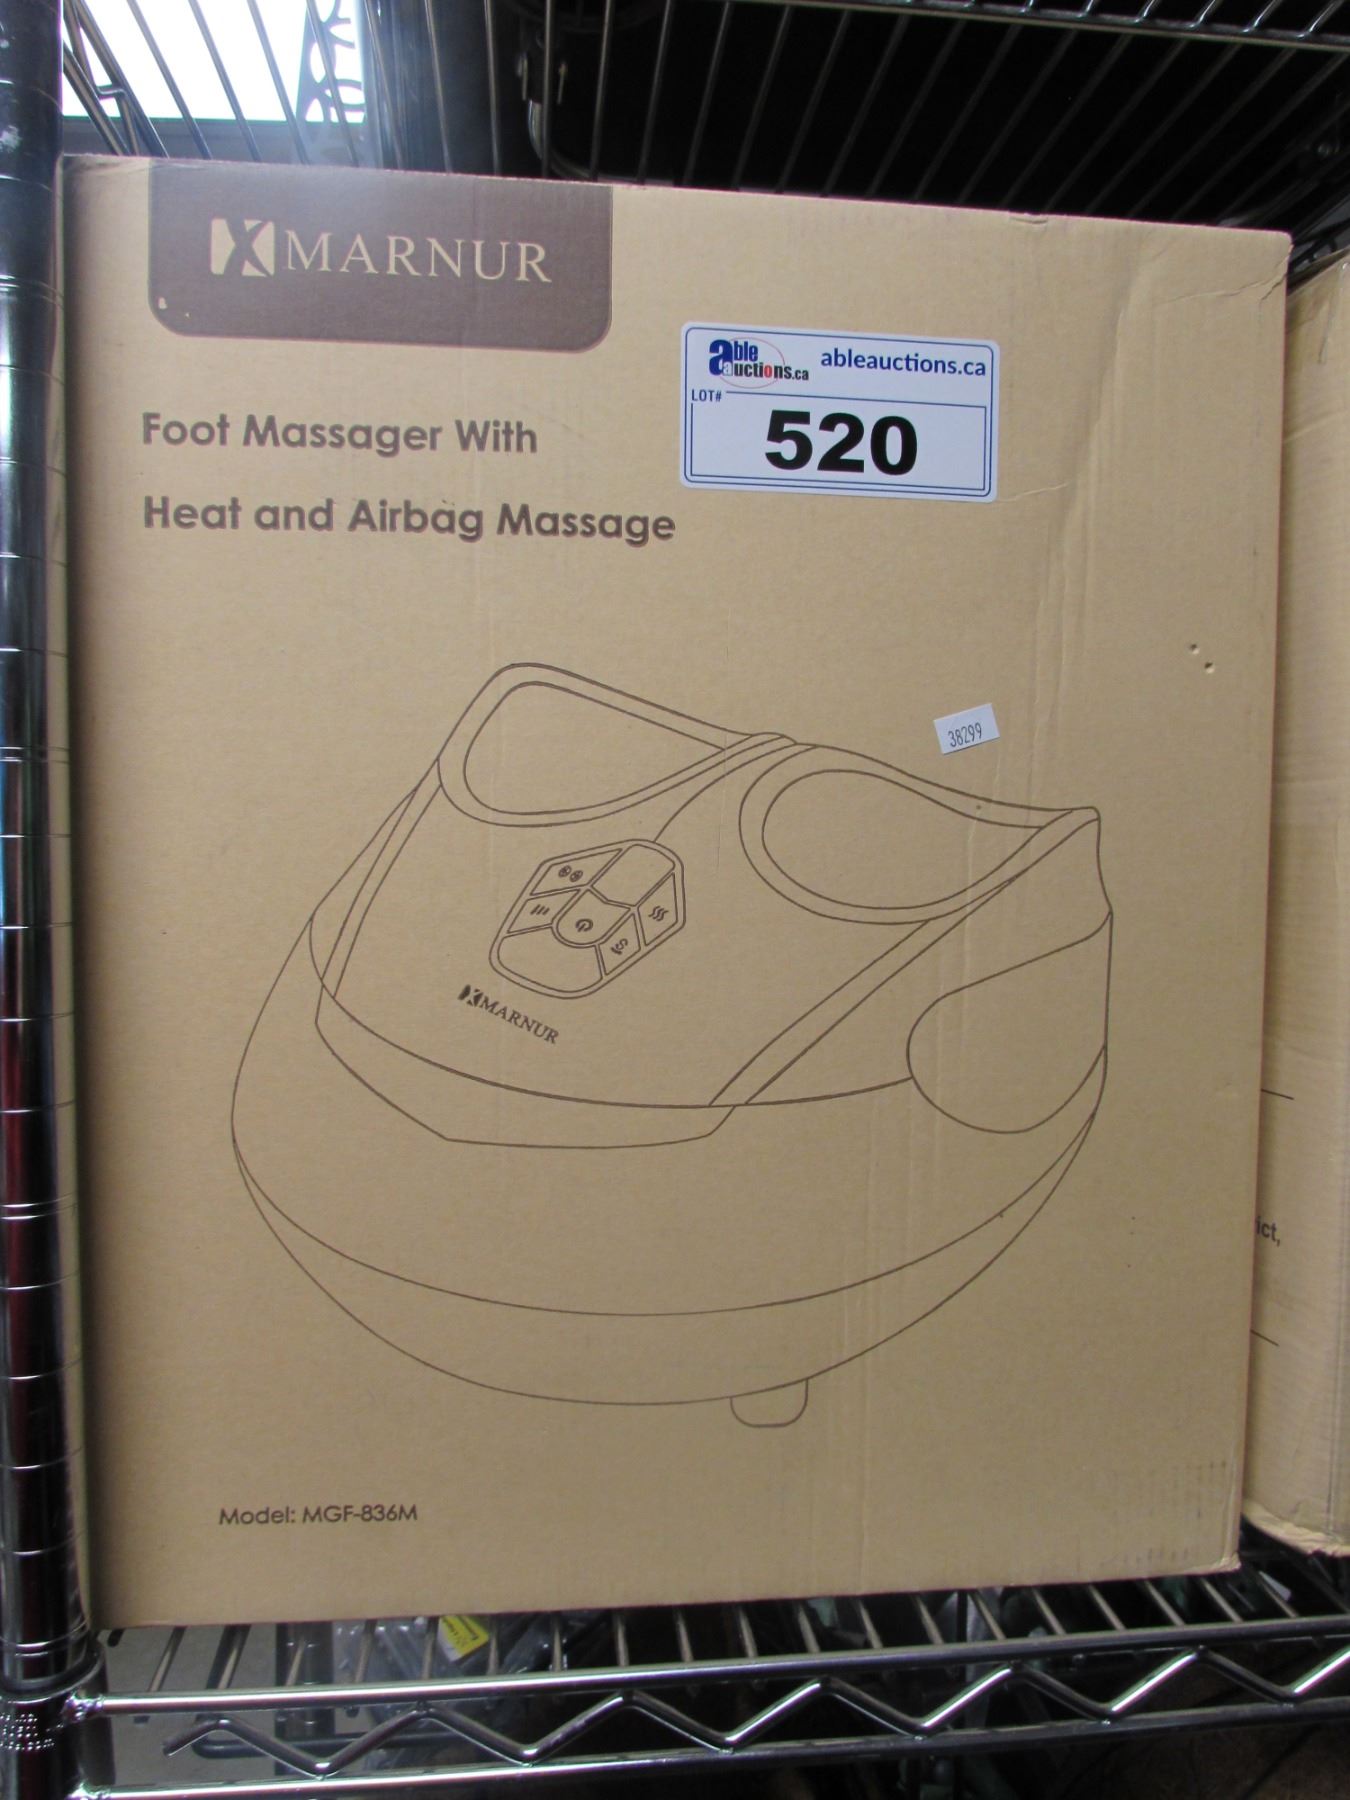 MARNUR
able auctions.ca
ableauctions.ca
LOT#
520
Foot Massager With
Heat and Airbag Massage
38299
MARNUR
ict,
Model: MGF-836M